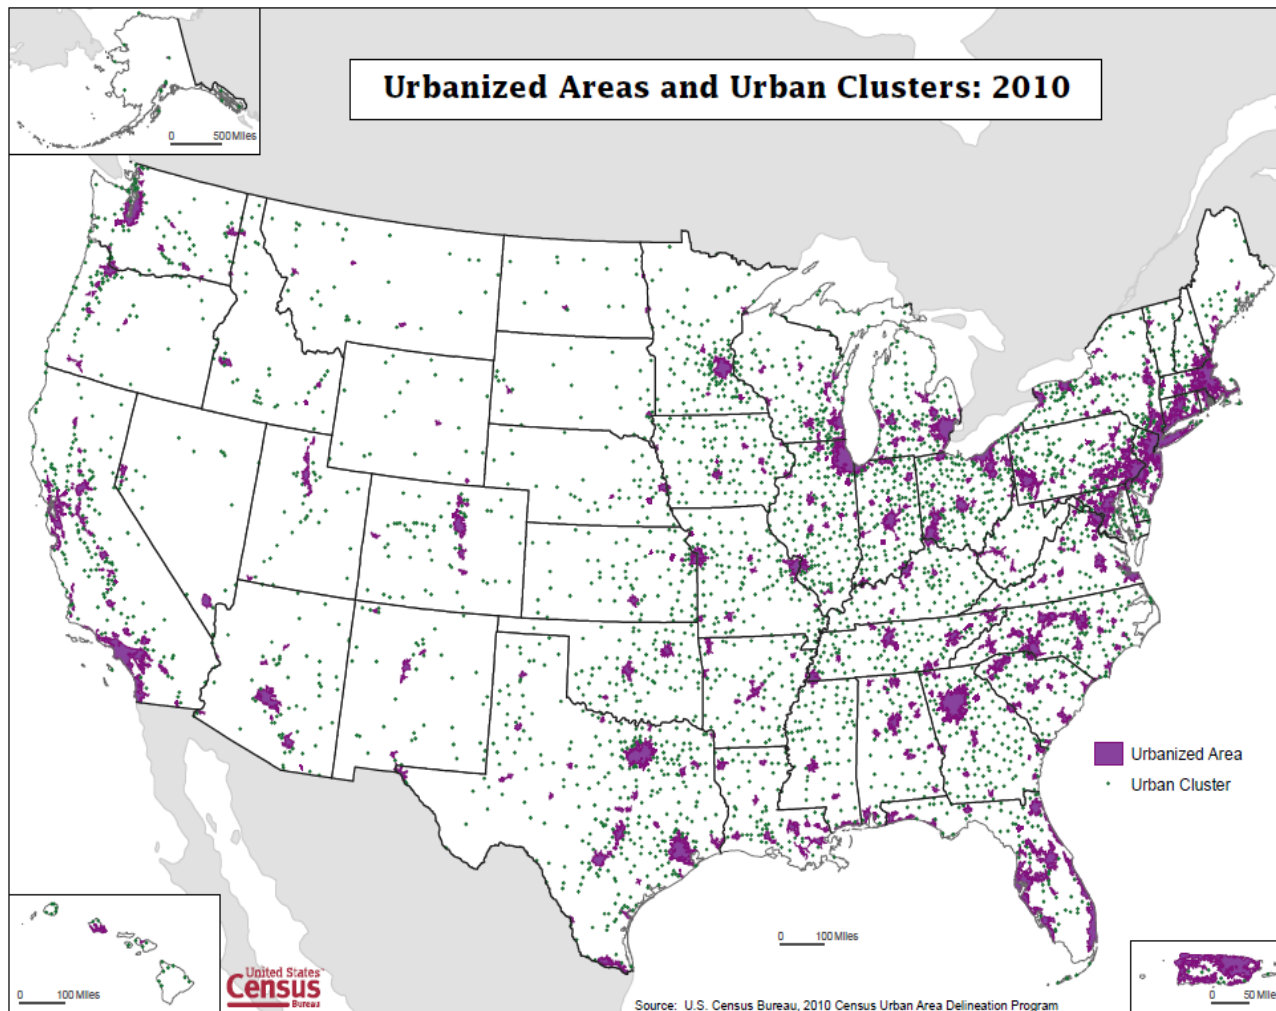 Urbanized Areas and Urban Clusters: 2010
0 500 Miles
Urbanized Area
Urban Cluster
0 100 Miles
0 100 Miles
United States
Census
Bureau
0 50 Mile
Source: U.S. Census Bureau, 2010 Census Urban Area Delineation Program